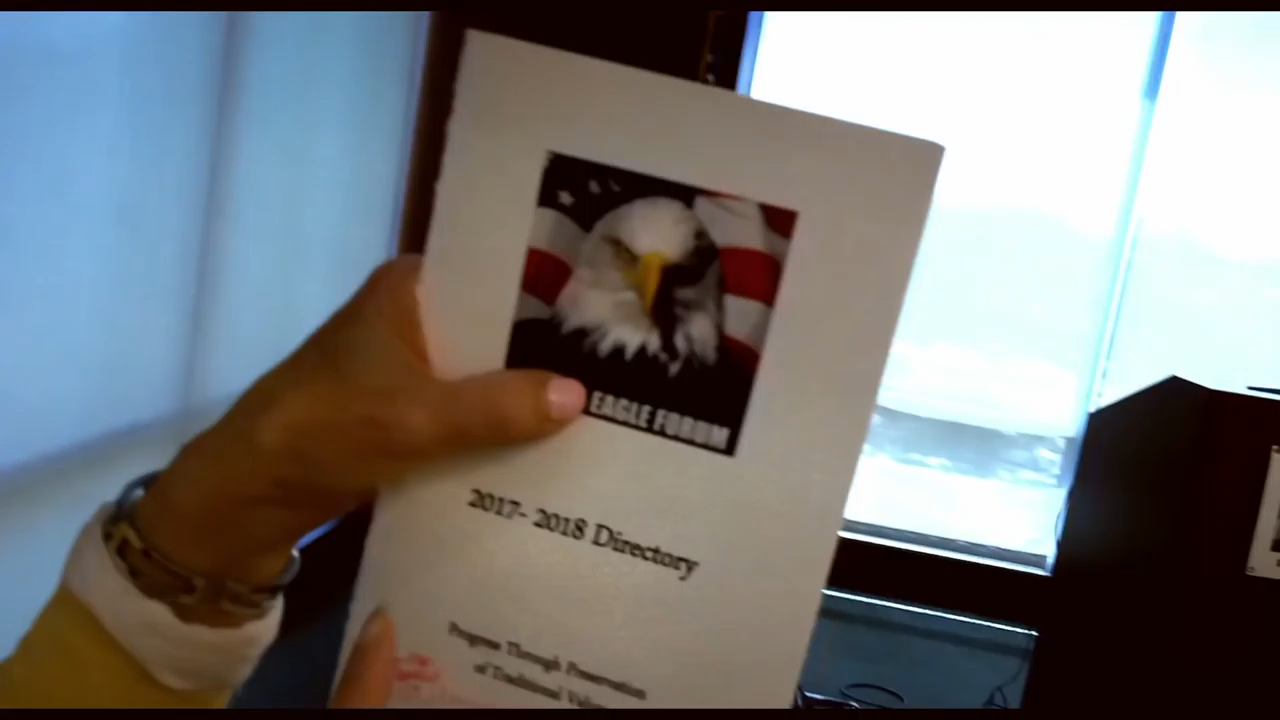 EAGLE FORUM
2017- 2018 Directory
Progress Through Preservation
of Traditional